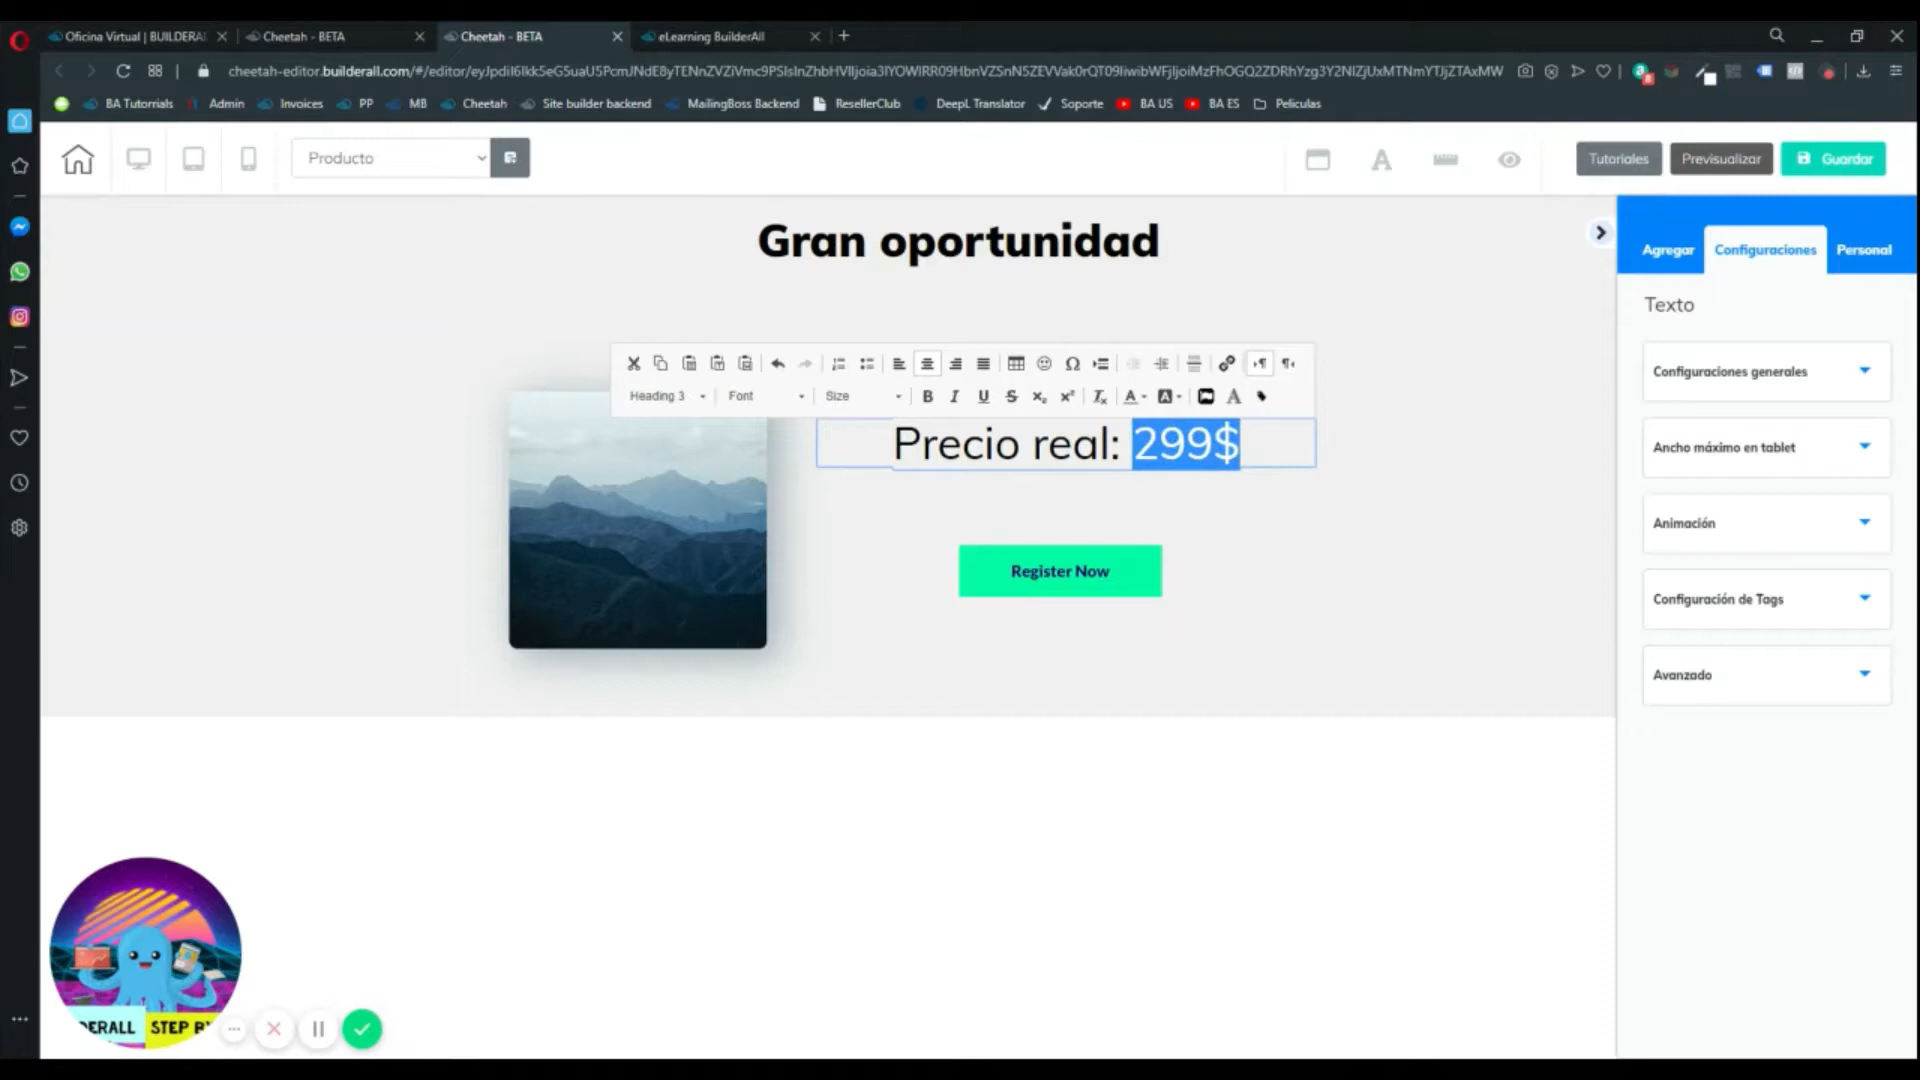 Oficina Virtual | BUILDERAL
Cheetah - BETA
Cheetah - BETA
eLearning BuilderAll
BA Tutorrials
Admin
Invoices
PP
MB
Cheetah
Site builder backend
MailingBoss Backend
ResellerClub
DeepL Translator
Soporte
BA US
BA ES
Peliculas
Producto
Tutoriales
Previsualizar
Guardar
Gran oportunidad
Agregar
Configuraciones
Personal
Texto
Configuraciones generales
Heading 3
Font
Size
Precio real: 299$
Ancho máximo en tablet
Animación
Register Now
Configuración de Tags
Avanzado
DERALL STEP BY